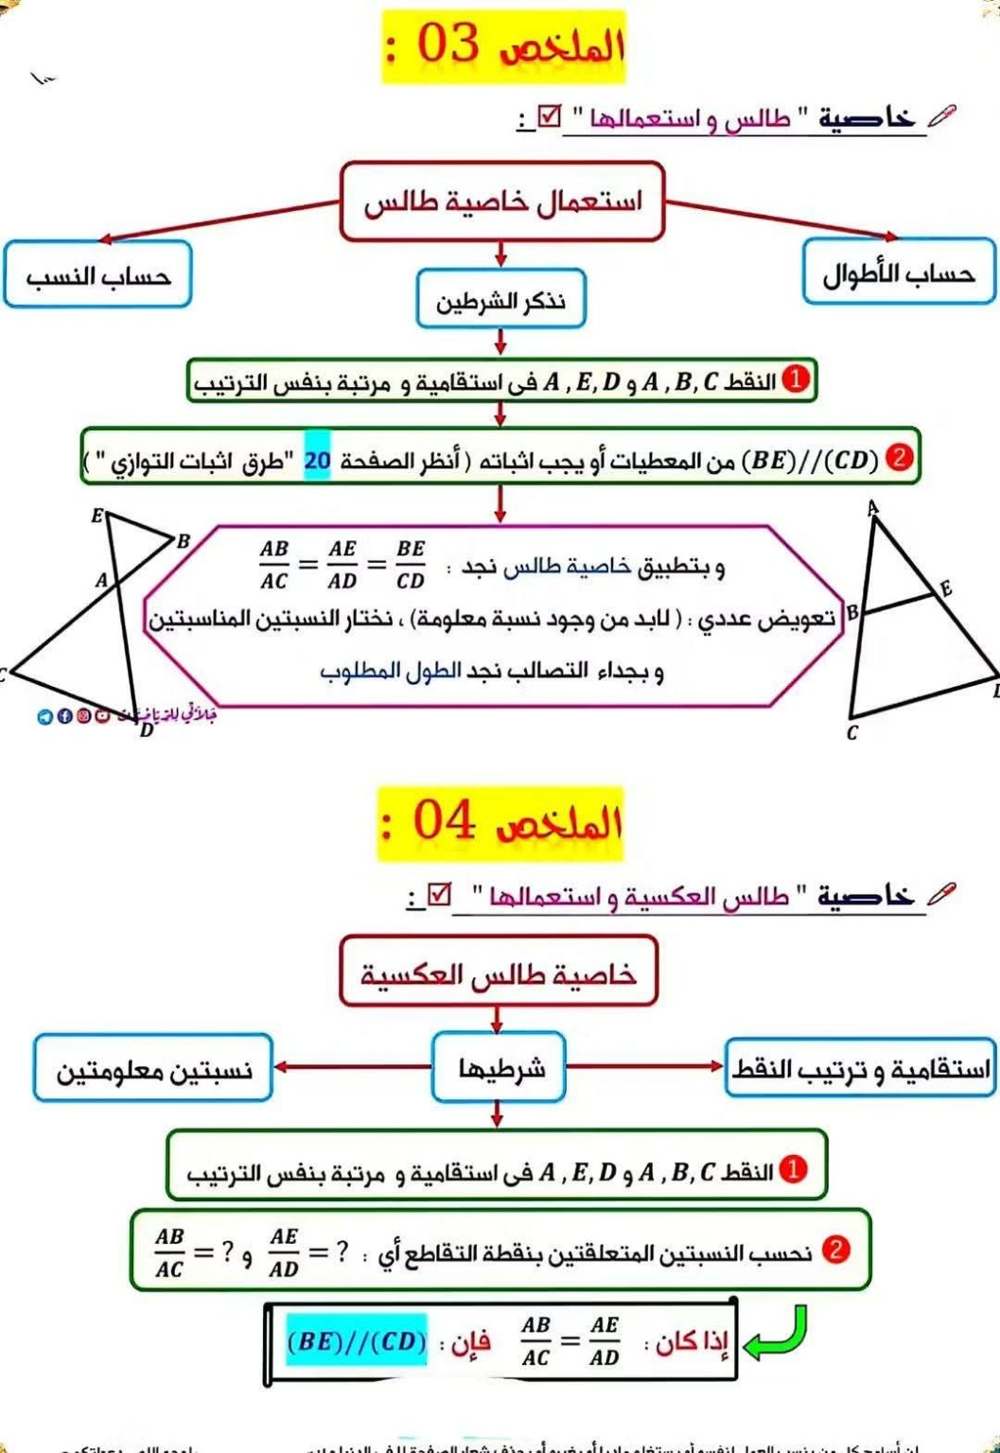 الملخص 03 :
خاصية " طالس و استعمالها " ☑ :
استعمال خاصية طالس
حساب الأطوال
نذكر الشرطين
حساب النسب
❶ النقط A , B, C و A , E, D في استقامية و مرتبة بنفس الترتيب
❷ (BE)//(CD) من المعطيات أو يجب اثباته ( أنظر الصفحة 20 "طرق اثبات التوازي " )
و بتطبيق خاصية طالس نجد : AB/AC = AE/AD = BE/CD
تعويض عددي : ( لابد من وجود نسبة معلومة) ، نختار النسبتين المناسبتين
و بجداء التصالب نجد الطول المطلوب
A
E
B
C
E
B
A
C
D
الملخص 04 :
خاصية " طالس العكسية و استعمالها " ☑ :
خاصية طالس العكسية
استقامية و ترتيب النقط
شرطيها
نسبتين معلومتين
❶ النقط A , B, C و A , E, D في استقامية و مرتبة بنفس الترتيب
❷ نحسب النسبتين المتعلقتين بنقطة التقاطع أي : AE/AD = ? و AB/AC = ?
إذا كان : AB/AC = AE/AD فإن : (BE)//(CD)